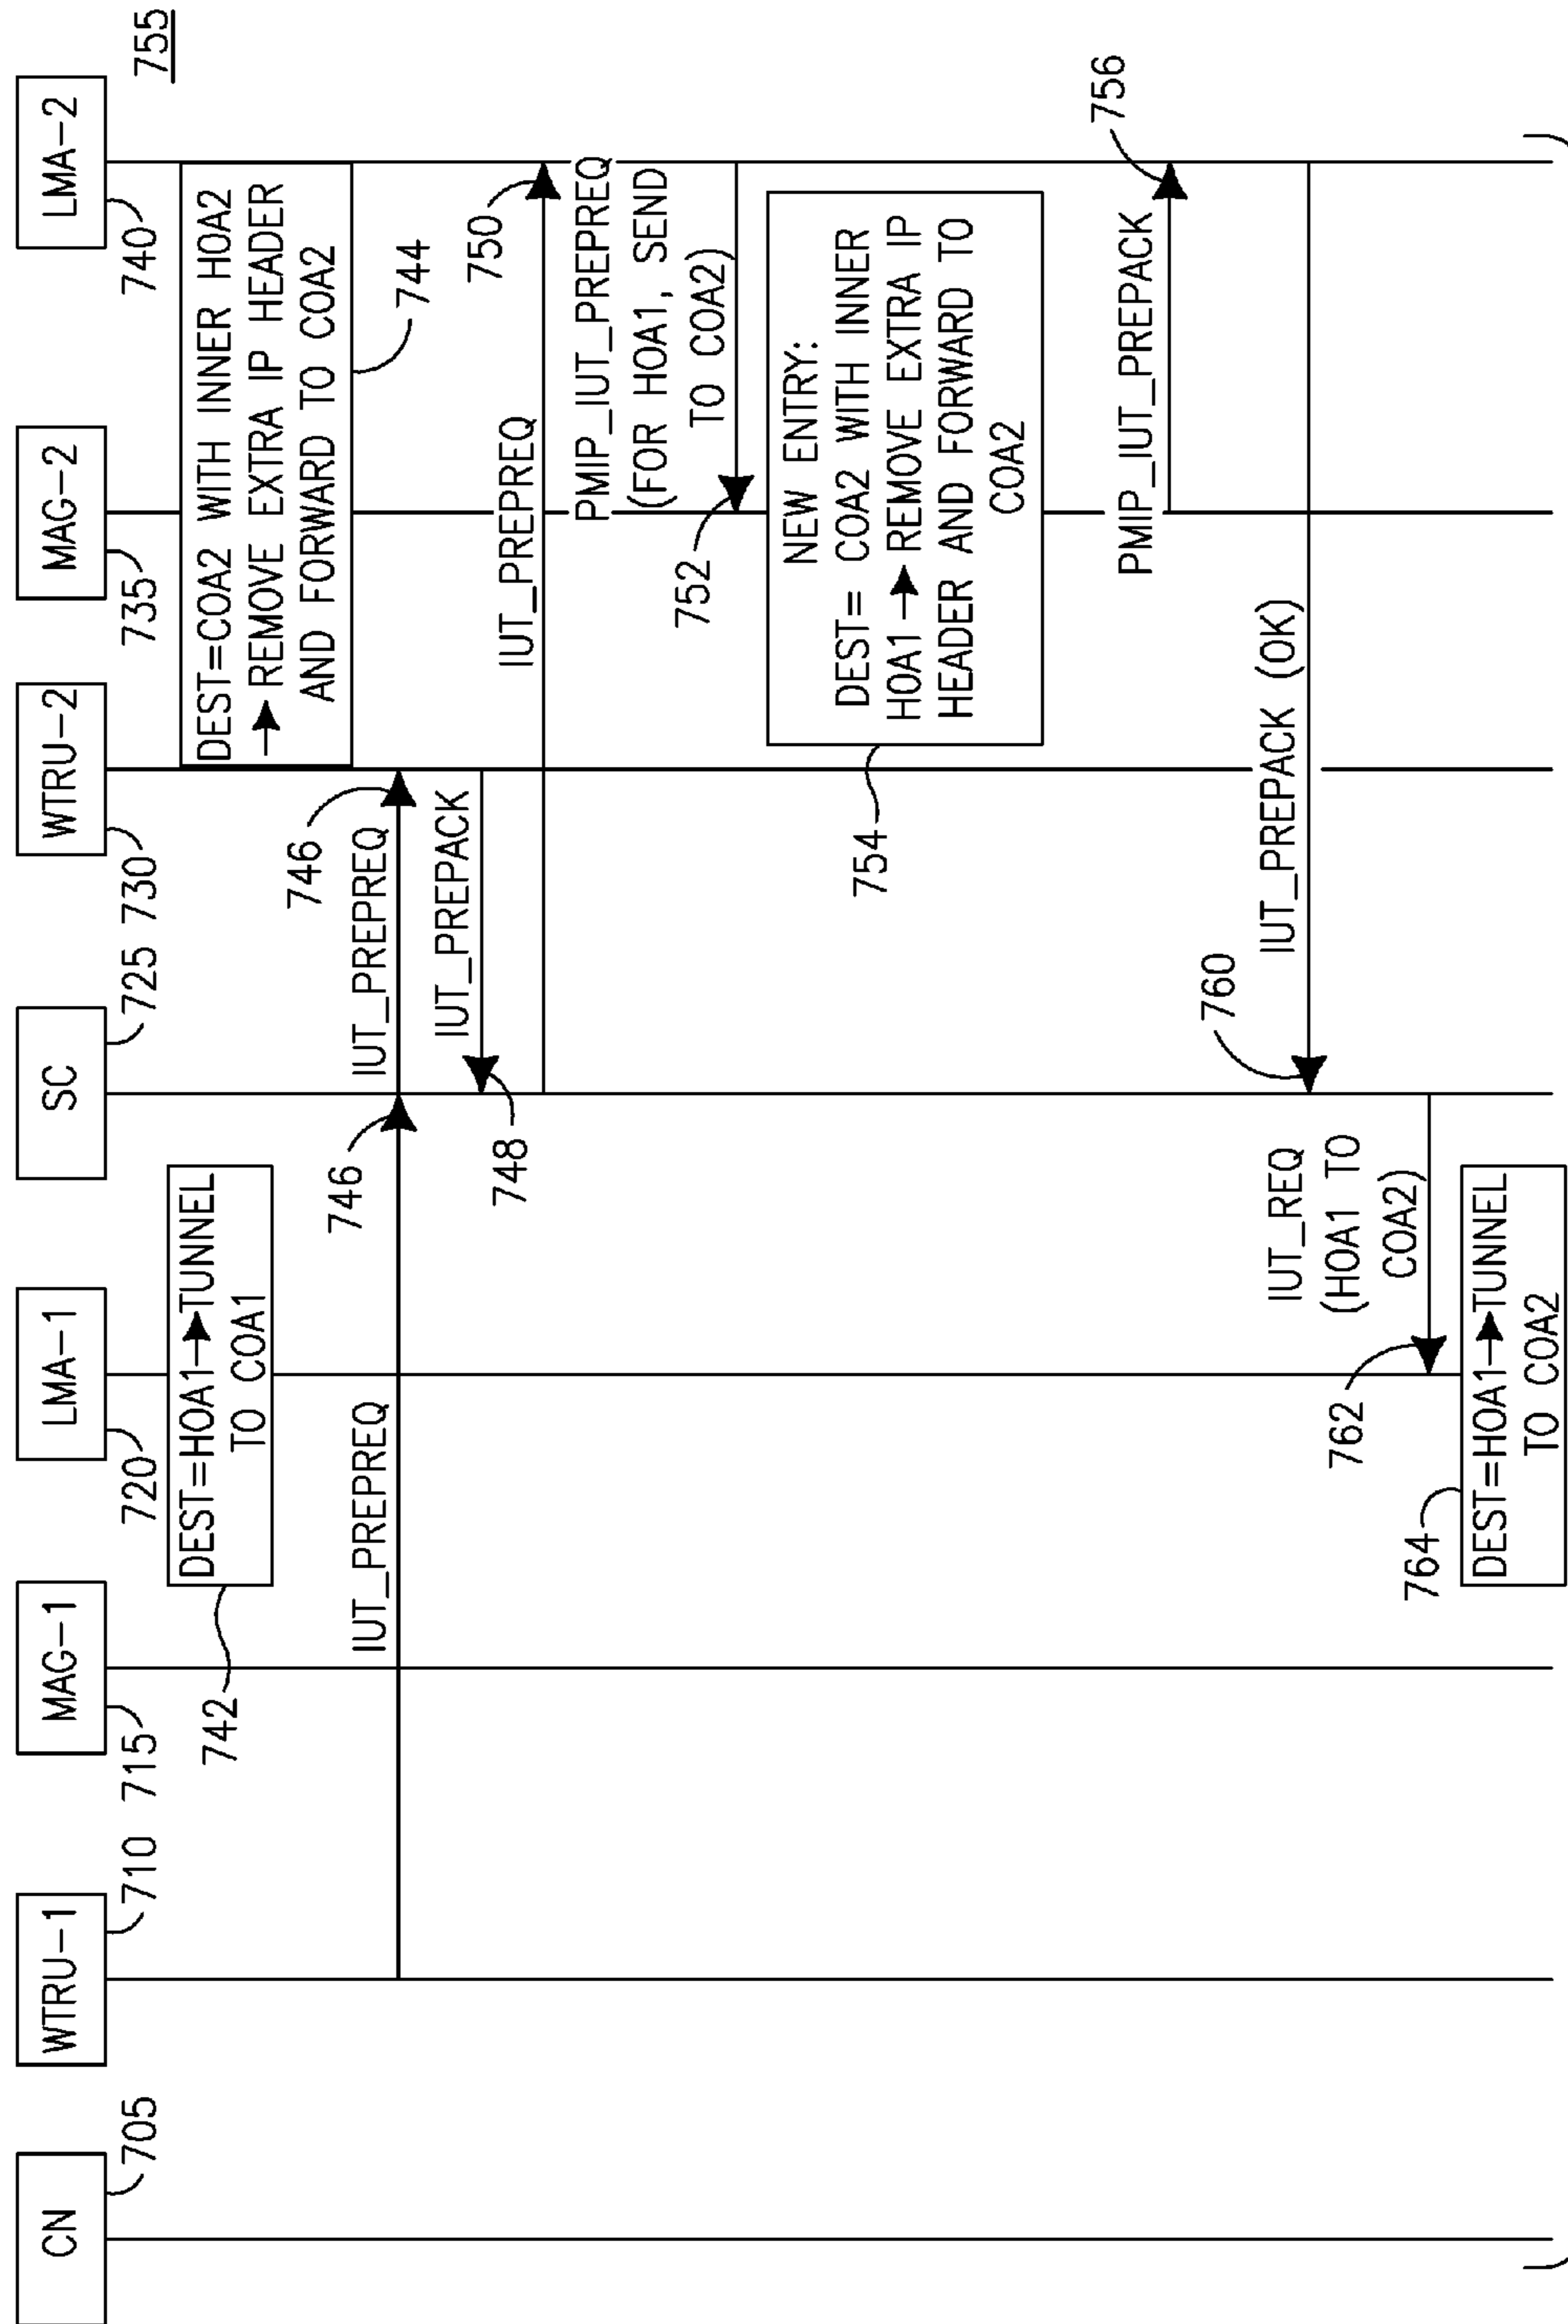 CN
WTRU-1
MAG-1
LMA-1
SC
WTRU-2
MAG-2
LMA-2
705
710
715
720
725
730
735
740
755
DEST=HOA1→TUNNEL
TO COA1
742
DEST=COA2 WITH INNER HOA2
→REMOVE EXTRA IP HEADER
AND FORWARD TO COA2
744
IUT_PREPREQ
746
IUT_PREPREQ
746
IUT_PREPACK
748
IUT_PREPREQ
750
PMIP_IUT_PREPREQ
(FOR HOA1, SEND
TO COA2)
752
NEW ENTRY:
DEST= COA2 WITH INNER
HOA1→REMOVE EXTRA IP
HEADER AND FORWARD TO
COA2
754
PMIP_IUT_PREPACK
756
IUT_PREPACK (OK)
760
IUT_REQ
(HOA1 TO
COA2)
762
DEST=HOA1→TUNNEL
TO COA2
764